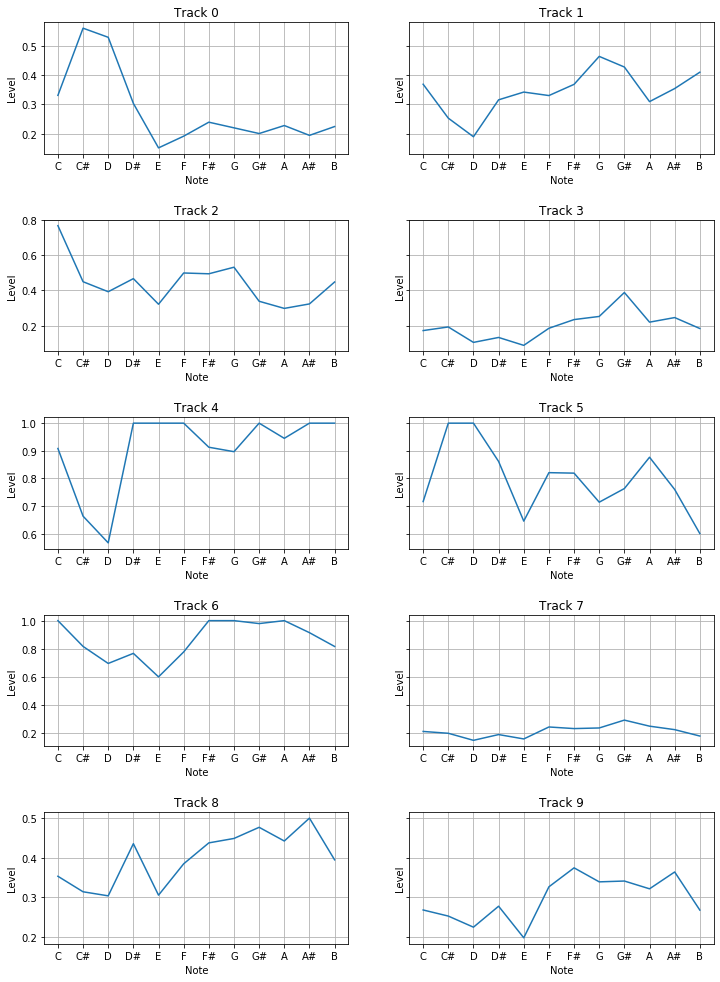 Track 0
Track 1
0.5
0.4
0.3
0.2
Level
Level
C C# D D# E F F# G G# A A# B
C C# D D# E F F# G G# A A# B
Note
Note
Track 2
Track 3
0.8
0.6
0.4
0.2
Level
Level
C C# D D# E F F# G G# A A# B
C C# D D# E F F# G G# A A# B
Note
Note
Track 4
Track 5
1.0
0.9
0.8
0.7
0.6
Level
Level
C C# D D# E F F# G G# A A# B
C C# D D# E F F# G G# A A# B
Note
Note
Track 6
Track 7
1.0
0.8
0.6
0.4
0.2
Level
Level
C C# D D# E F F# G G# A A# B
C C# D D# E F F# G G# A A# B
Note
Note
Track 8
Track 9
0.5
0.4
0.3
0.2
Level
Level
C C# D D# E F F# G G# A A# B
C C# D D# E F F# G G# A A# B
Note
Note